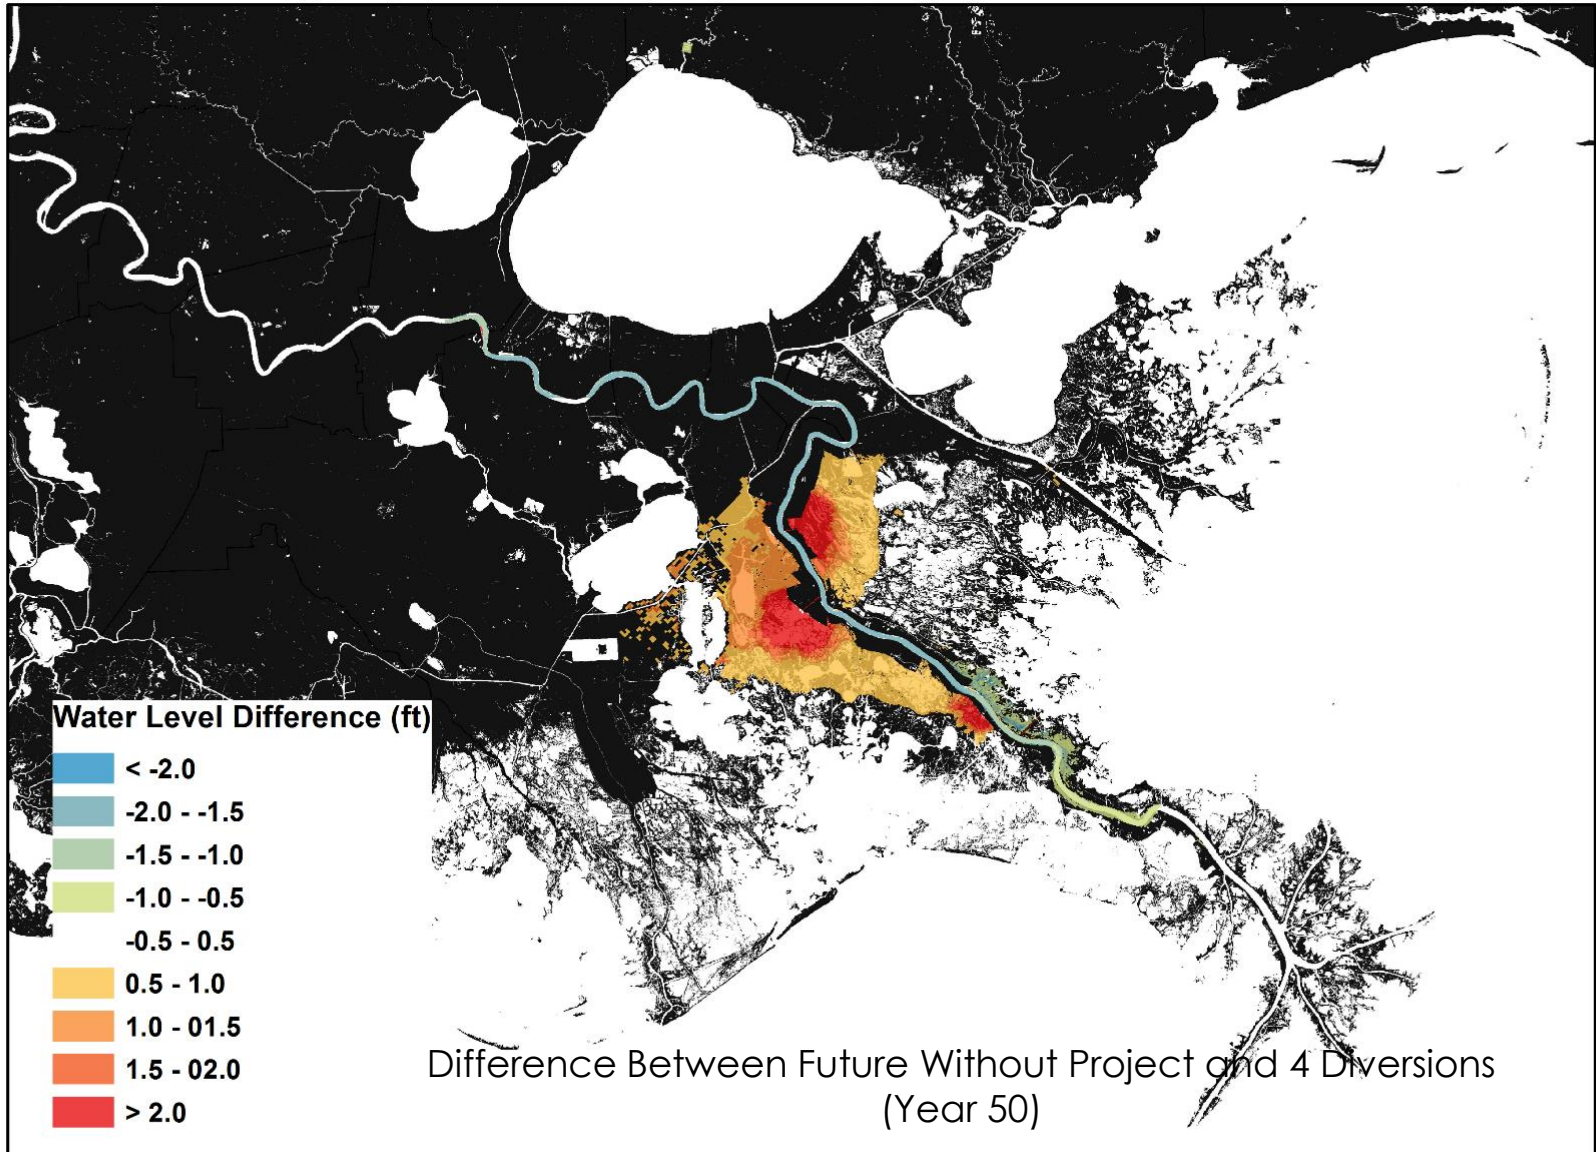 Water Level Difference (ft)
< -2.0
-2.0 - -1.5
-1.5 - -1.0
-1.0 - -0.5
-0.5 - 0.5
0.5 - 1.0
1.0 - 01.5
1.5 - 02.0
> 2.0
Difference Between Future Without Project and 4 Diversions
(Year 50)